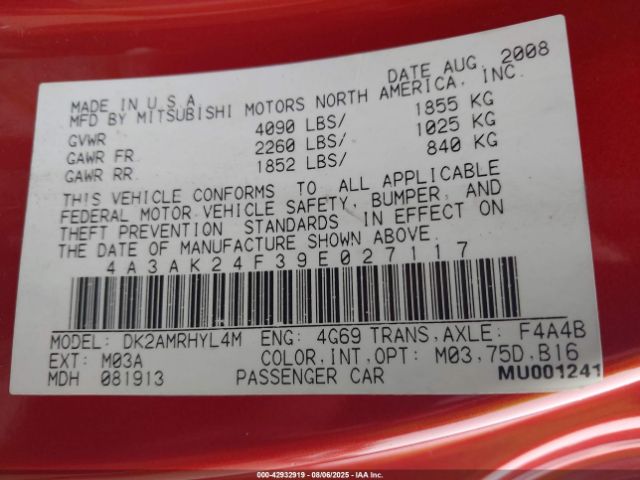 MADE IN U.S.A. DATE AUG. 2008
MFD BY MITSUBISHI MOTORS NORTH AMERICA, INC.
GVWR 4090 LBS/ 1855 KG
GAWR FR. 2260 LBS/ 1025 KG
GAWR RR. 1852 LBS/ 840 KG
THIS VEHICLE CONFORMS TO ALL APPLICABLE
FEDERAL MOTOR VEHICLE SAFETY, BUMPER, AND
THEFT PREVENTION STANDARDS IN EFFECT ON
THE DATE OF MANUFACTURE SHOWN ABOVE.
4A3AK24F39E027117
MODEL: DK2AMRHYL4M ENG: 4G69 TRANS,AXLE: F4A4B
EXT: M03A COLOR,INT,OPT: M03,75D,B16
MDH 081913 PASSENGER CAR MU001241
000-42932919 - 08/06/2025 - IAA Inc.